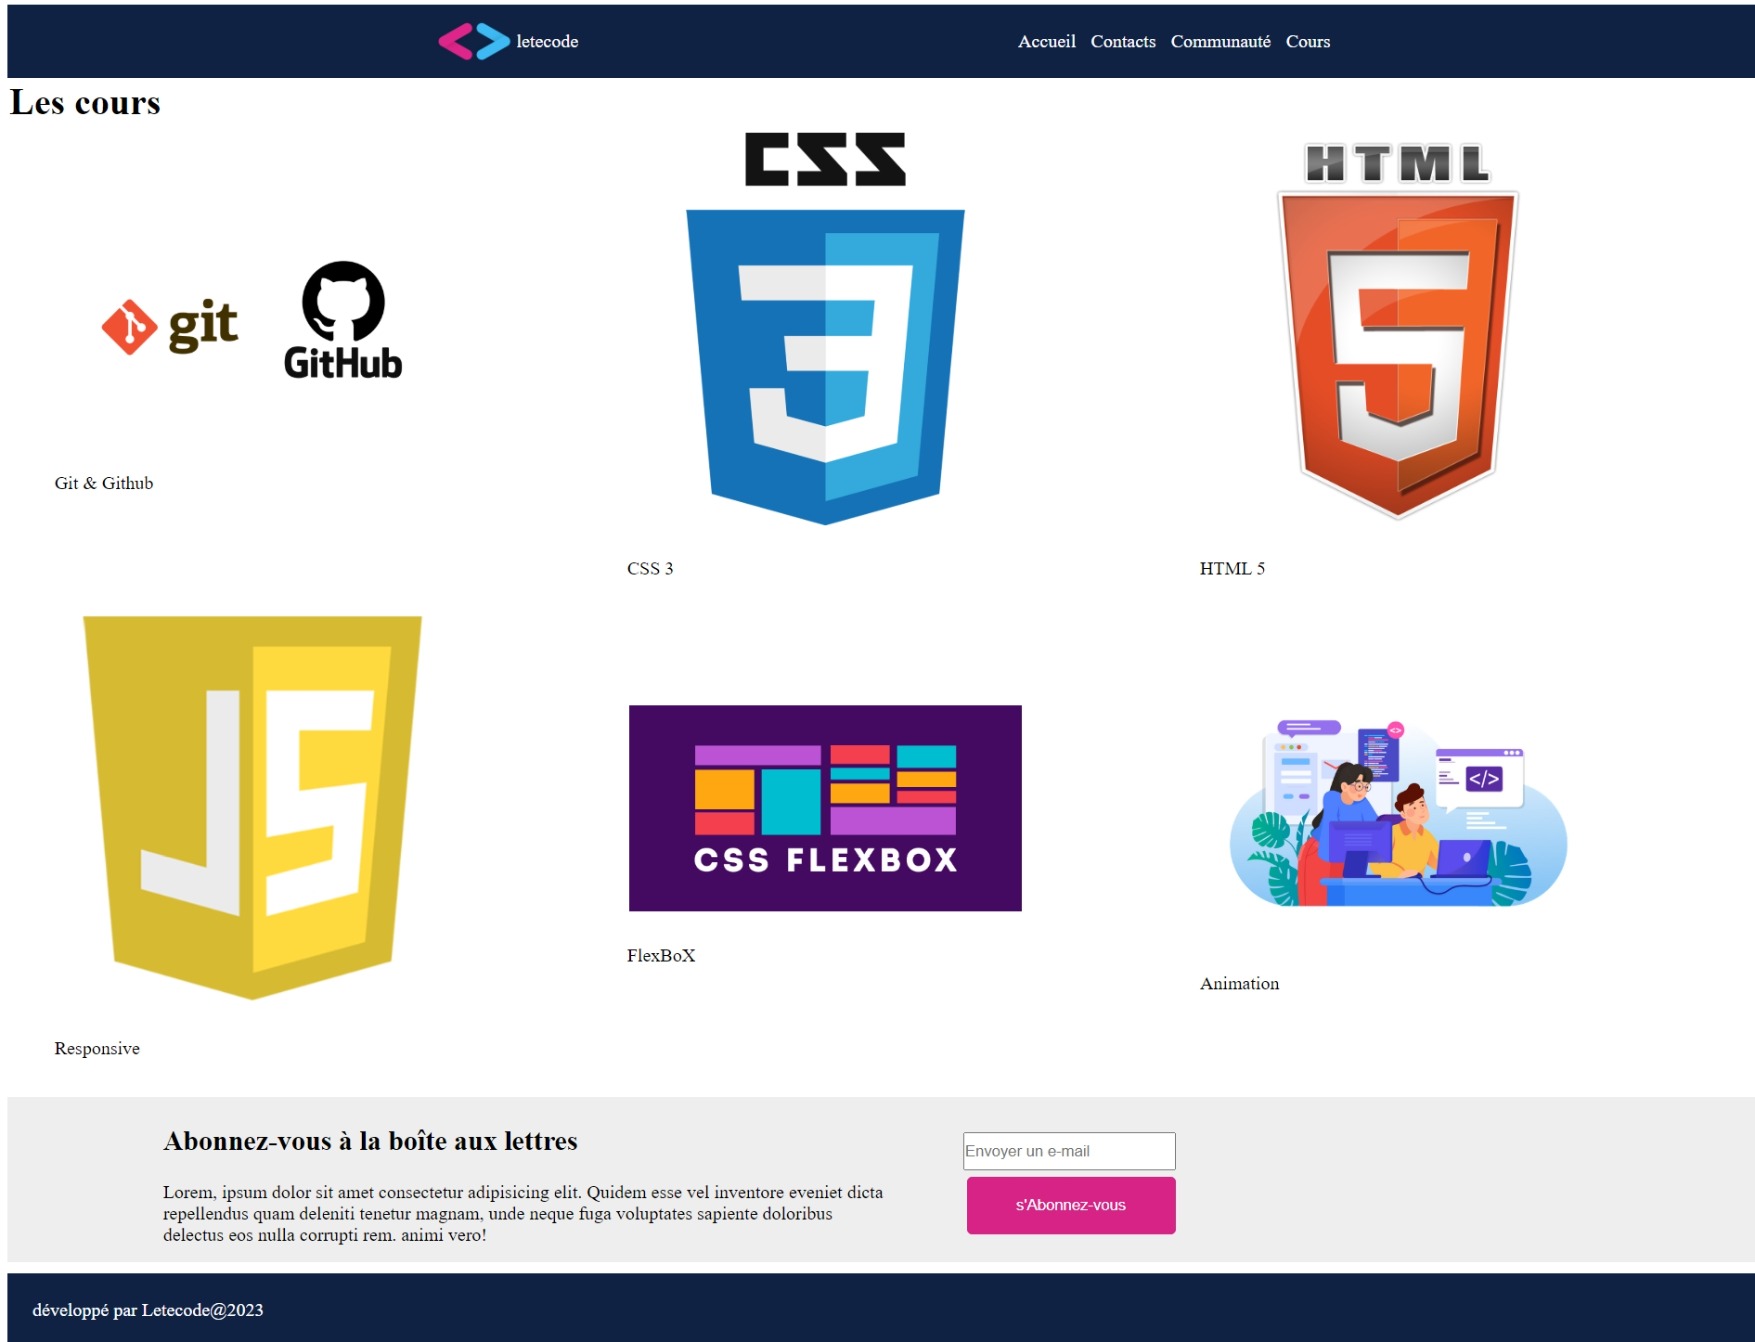 letecode
Accueil Contacts Communauté Cours
Les cours
git
GitHub
Git & Github
CSS
3
CSS 3
HTML
5
HTML 5
JS
Responsive
CSS FLEXBOX
FlexBoX
</>
Animation
Abonnez-vous à la boîte aux lettres
Lorem, ipsum dolor sit amet consectetur adipisicing elit. Quidem esse vel inventore eveniet dicta
repellendus quam deleniti tenetur magnam, unde neque fuga voluptates sapiente doloribus
delectus eos nulla corrupti rem. animi vero!
Envoyer un e-mail
s'Abonnez-vous
développé par Letecode@2023